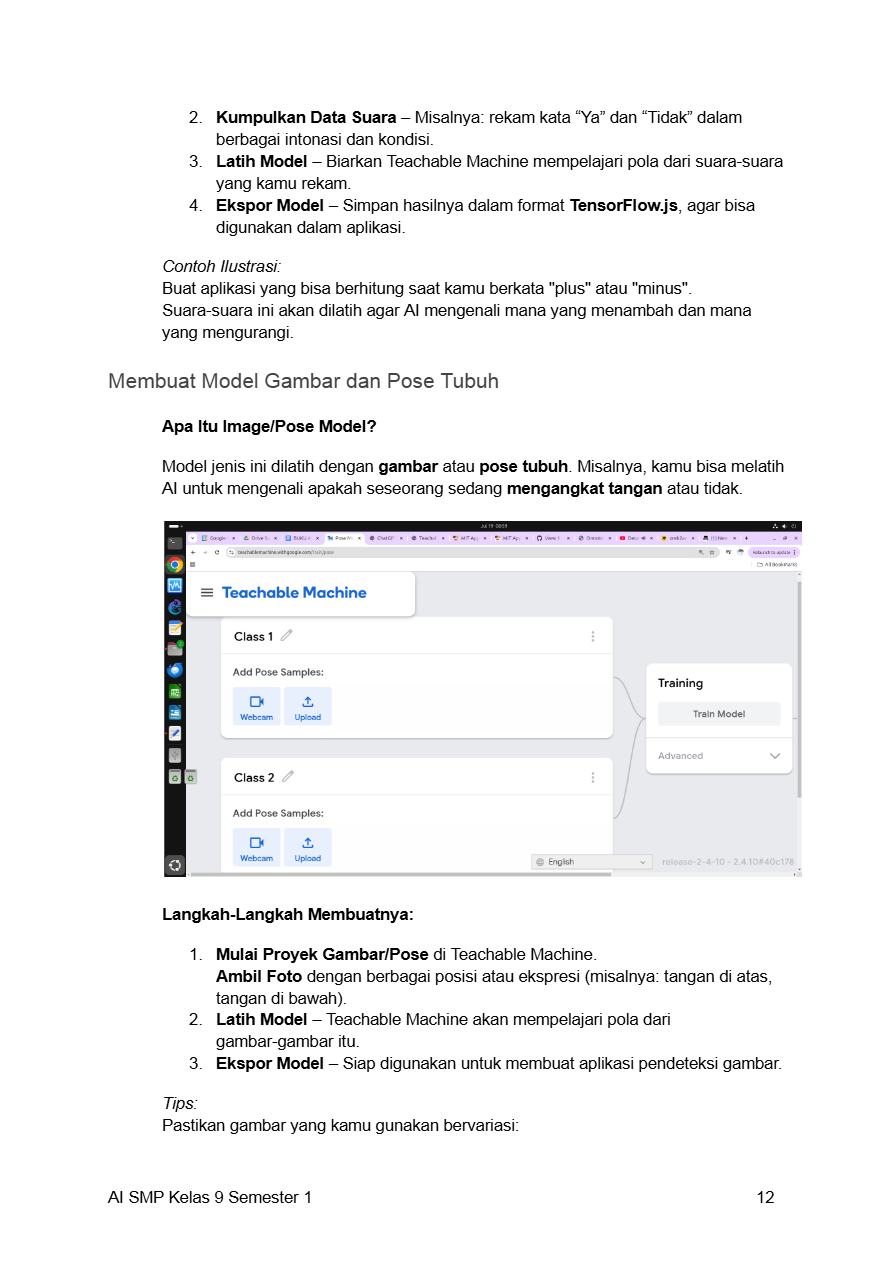 2. Kumpulkan Data Suara – Misalnya: rekam kata “Ya” dan “Tidak” dalam
berbagai intonasi dan kondisi.
3. Latih Model – Biarkan Teachable Machine mempelajari pola dari suara-suara
yang kamu rekam.
4. Ekspor Model – Simpan hasilnya dalam format TensorFlow.js, agar bisa
digunakan dalam aplikasi.
Contoh Ilustrasi:
Buat aplikasi yang bisa berhitung saat kamu berkata "plus" atau "minus".
Suara-suara ini akan dilatih agar AI mengenali mana yang menambah dan mana
yang mengurangi.
Membuat Model Gambar dan Pose Tubuh
Apa Itu Image/Pose Model?
Model jenis ini dilatih dengan gambar atau pose tubuh. Misalnya, kamu bisa melatih
AI untuk mengenali apakah seseorang sedang mengangkat tangan atau tidak.
teachablemachine.withgoogle.com/train/pose
Relaunch to update
All Bookmarks
Teachable Machine
Class 1
Add Pose Samples:
Webcam
Upload
Training
Train Model
Advanced
Class 2
Add Pose Samples:
Webcam
Upload
English
release-2-4-10 - 2.4.10#40c178
Langkah-Langkah Membuatnya:
1. Mulai Proyek Gambar/Pose di Teachable Machine.
Ambil Foto dengan berbagai posisi atau ekspresi (misalnya: tangan di atas,
tangan di bawah).
2. Latih Model – Teachable Machine akan mempelajari pola dari
gambar-gambar itu.
3. Ekspor Model – Siap digunakan untuk membuat aplikasi pendeteksi gambar.
Tips:
Pastikan gambar yang kamu gunakan bervariasi:
AI SMP Kelas 9 Semester 1
12